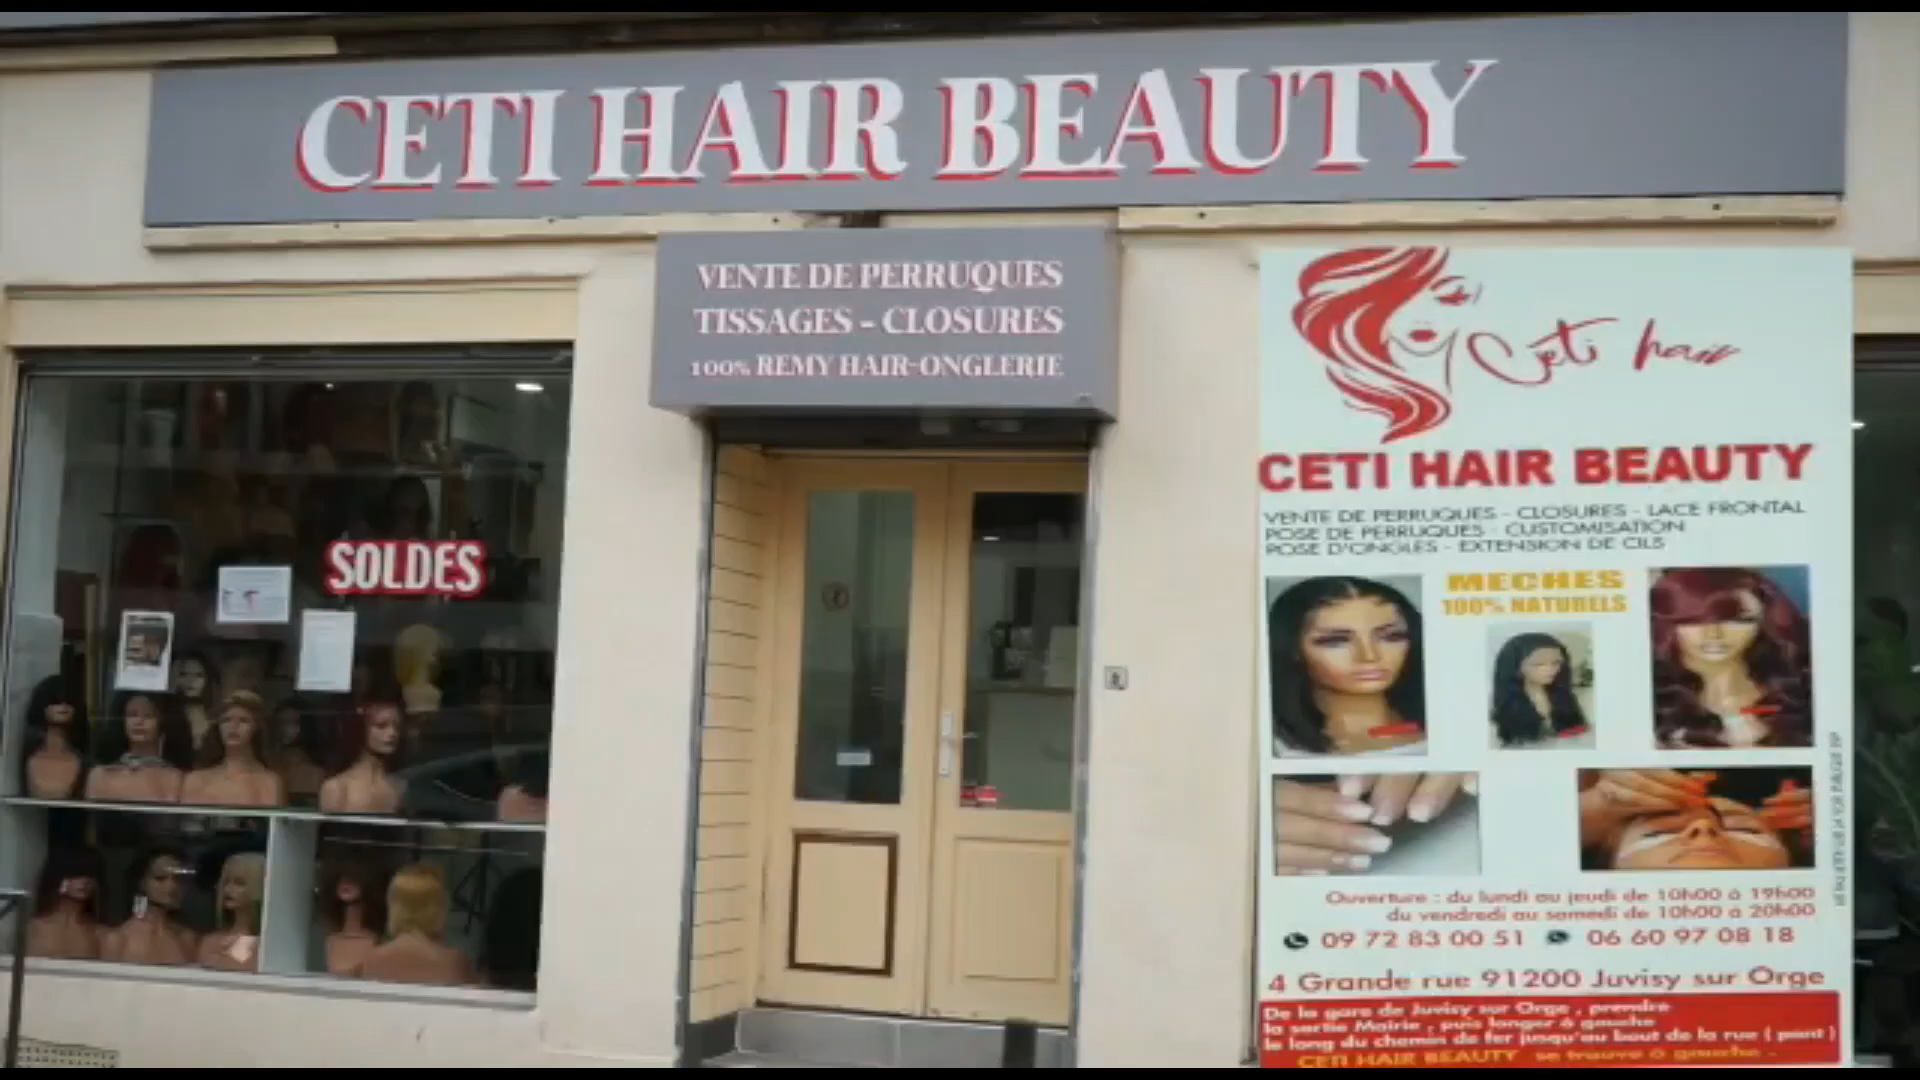 CETI HAIR BEAUTY
VENTE DE PERRUQUES
TISSAGES - CLOSURES
100% REMY HAIR-ONGLERIE
SOLDES
Ceti hair
CETI HAIR BEAUTY
VENTE DE PERRUQUES - CLOSURES - LACE FRONTAL
POSE DE PERRUQUES - CUSTOMISATION
POSE D'ONGLES - EXTENSION DE CILS
MECHES
100% NATURELS
Ouverture : du lundi au jeudi de 10h00 à 19h00
du vendredi au samedi de 10h00 à 20h00
09 72 83 00 51 06 60 97 08 18
4 Grande rue 91200 Juvisy sur Orge
De la gare de Juvisy sur Orge , prendre
la sortie Mairie , puis longer à gauche
le long du chemin de fer jusqu'au bout de la rue ( pont )
CETI HAIR BEAUTY se trouve à gauche .